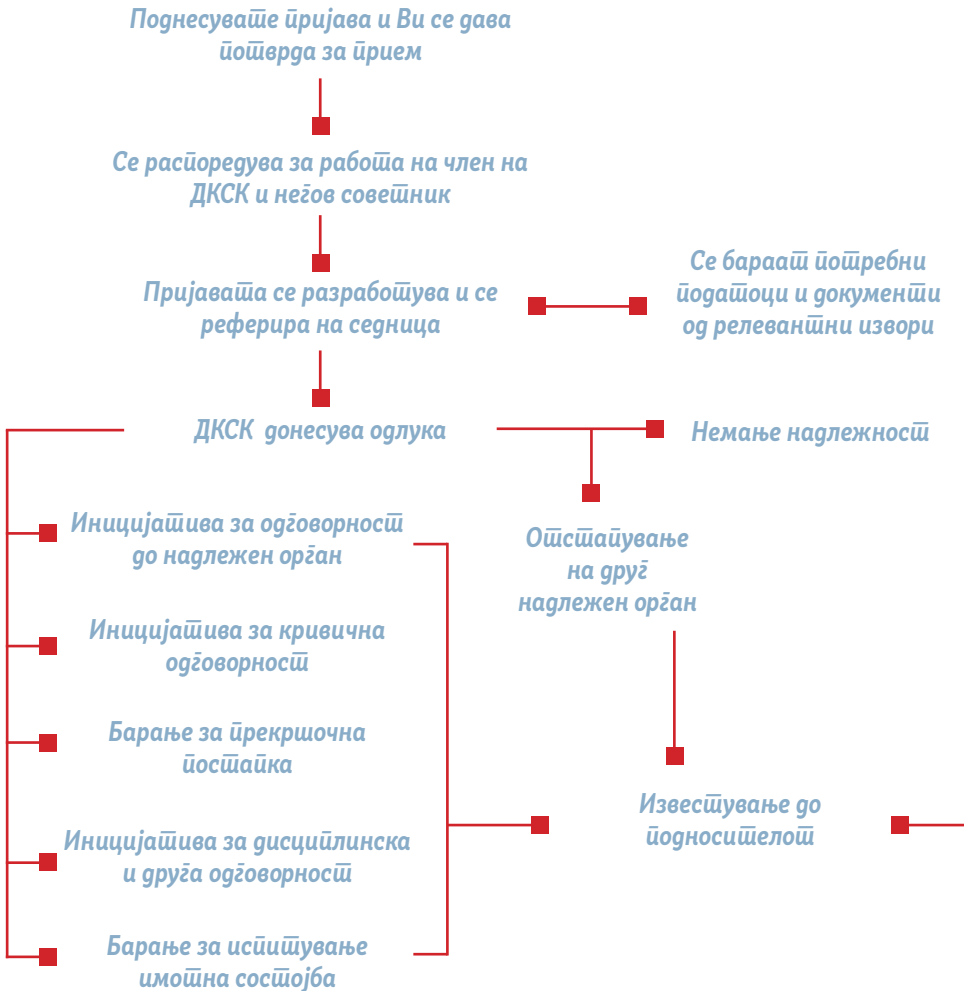 Поднесувате пријава и Ви се дава
потврда за прием
Се распоредува за работа на член на
ДКСК и негов советник
Пријавата се разработува и се
реферира на седница
Се бараат потребни
податоци и документи
од релевантни извори
ДКСК донесува одлука
Немање надлежност
Иницијатива за одговорност
до надлежен орган
Отстапување
на друг
надлежен орган
Иницијатива за кривична
одговорност
Барање за прекршочна
постапка
Известување до
подносителот
Иницијатива за дисциплинска
и друга одговорност
Барање за испитување
имотна состојба